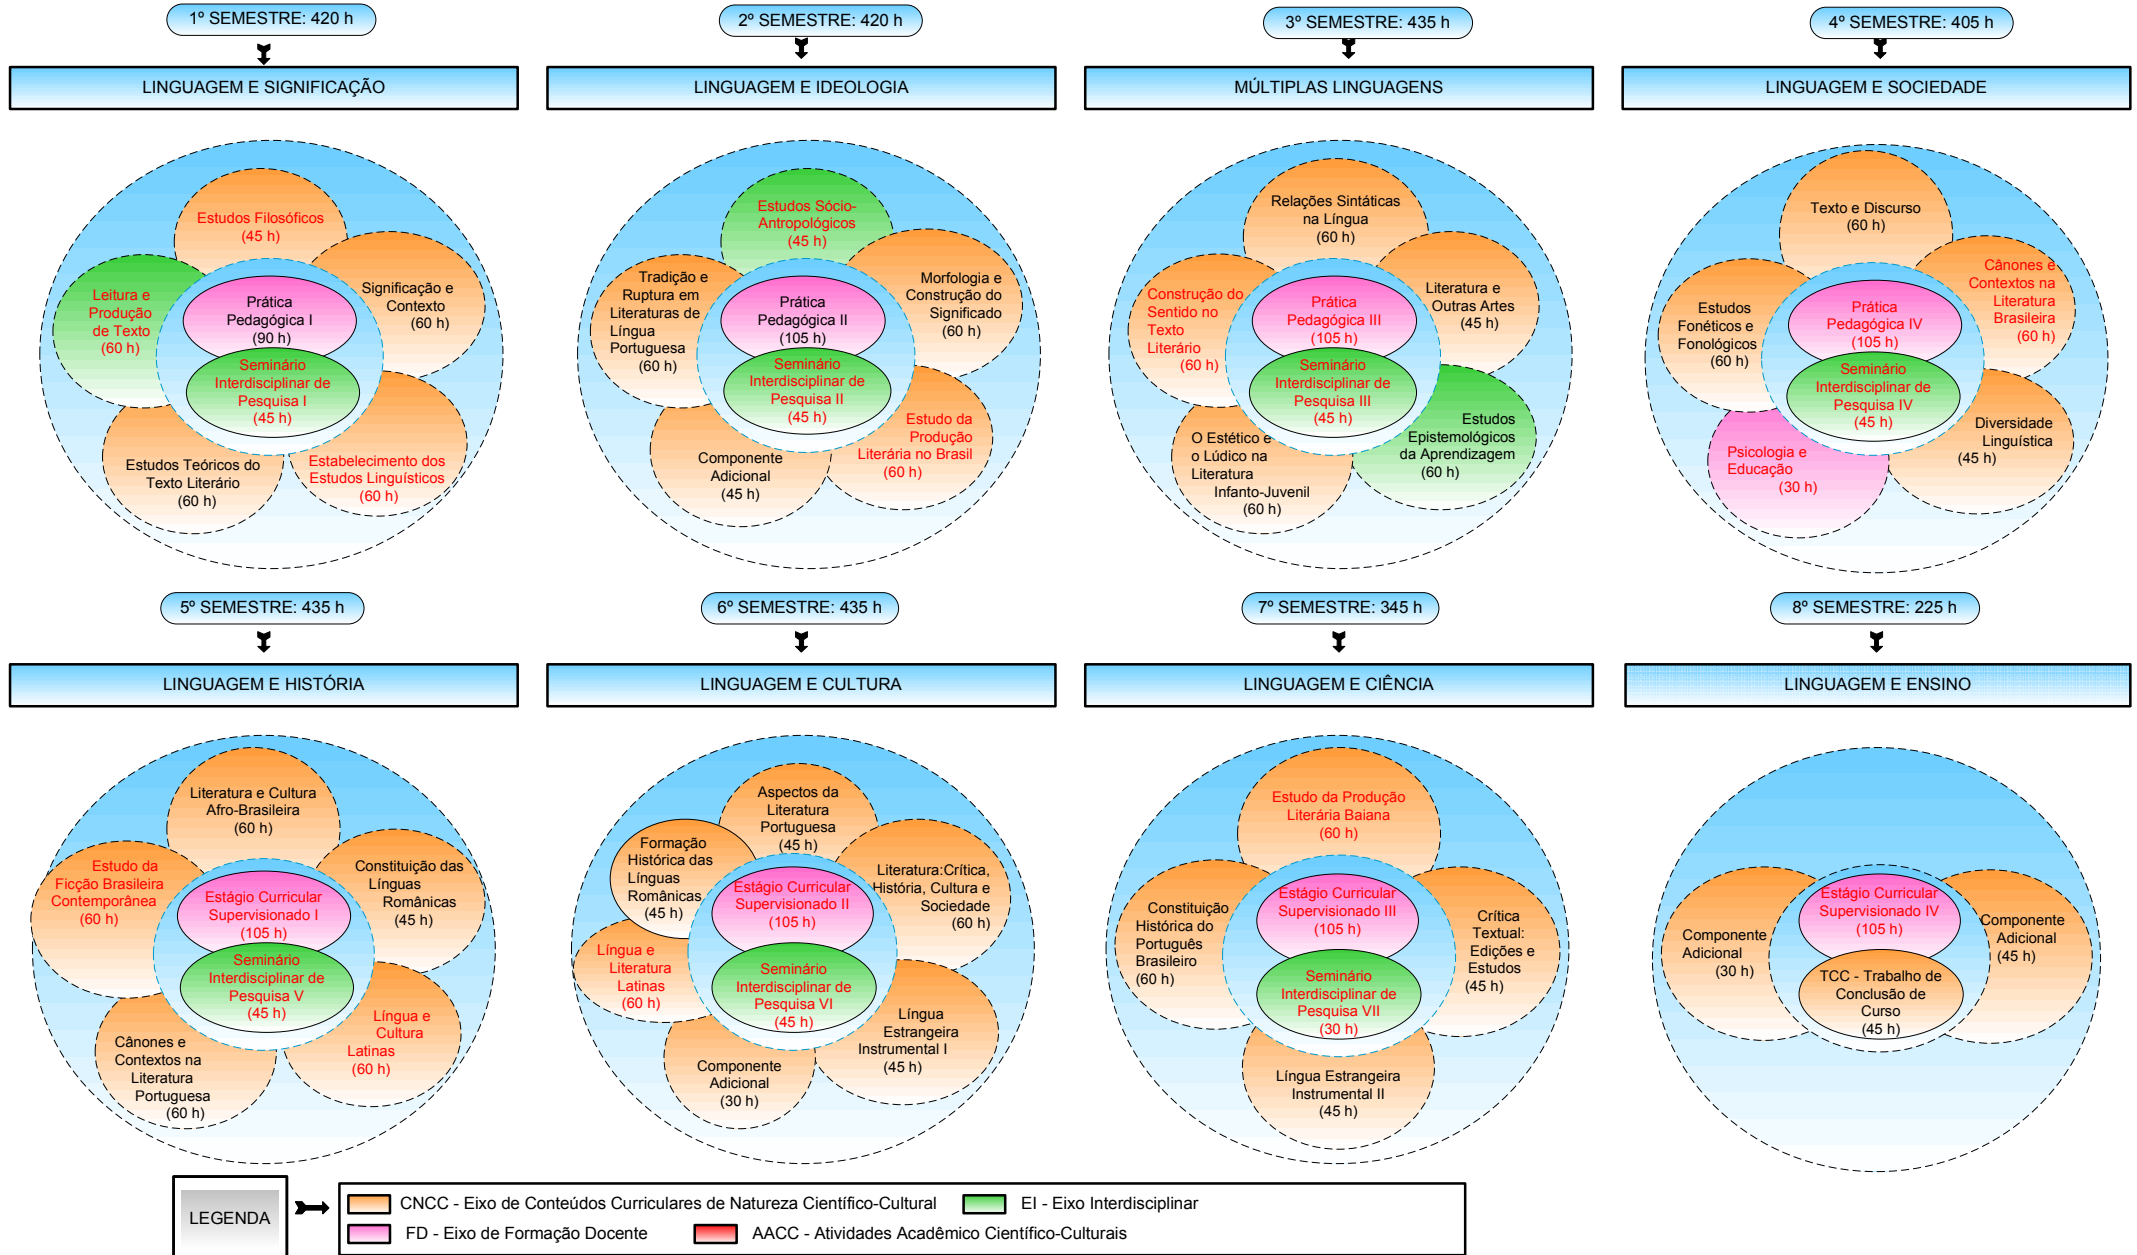 1º SEMESTRE: 420 h
LINGUAGEM E SIGNIFICAÇÃO
Estudos Filosóficos
(45 h)
Leitura e
Produção
de Texto
(60 h)
Significação e
Contexto
(60 h)
Prática
Pedagógica I
(90 h)
Seminário
Interdisciplinar de
Pesquisa I
(45 h)
Estudos Teóricos do
Texto Literário
(60 h)
Estabelecimento dos
Estudos Linguísticos
(60 h)
2º SEMESTRE: 420 h
LINGUAGEM E IDEOLOGIA
Estudos Sócio-
Antropológicos
(45 h)
Tradição e
Ruptura em
Literaturas de
Língua
Portuguesa
(60 h)
Morfologia e
Construção do
Significado
(60 h)
Prática
Pedagógica II
(105 h)
Seminário
Interdisciplinar de
Pesquisa II
(45 h)
Componente
Adicional
(45 h)
Estudo da
Produção
Literária no Brasil
(60 h)
3º SEMESTRE: 435 h
MÚLTIPLAS LINGUAGENS
Relações Sintáticas
na Língua
(60 h)
Construção do
Sentido no
Texto
Literário
(60 h)
Literatura e
Outras Artes
(45 h)
Prática
Pedagógica III
(105 h)
Seminário
Interdisciplinar de
Pesquisa III
(45 h)
O Estético e
o Lúdico na
Literatura
Infanto-Juvenil
(60 h)
Estudos
Epistemológicos
da Aprendizagem
(60 h)
4º SEMESTRE: 405 h
LINGUAGEM E SOCIEDADE
Texto e Discurso
(60 h)
Estudos
Fonéticos e
Fonológicos
(60 h)
Cânones e
Contextos na
Literatura
Brasileira
(60 h)
Prática
Pedagógica IV
(105 h)
Seminário
Interdisciplinar de
Pesquisa IV
(45 h)
Psicologia e
Educação
(30 h)
Diversidade
Linguística
(45 h)
5º SEMESTRE: 435 h
LINGUAGEM E HISTÓRIA
Literatura e Cultura
Afro-Brasileira
(60 h)
Estudo da
Ficção Brasileira
Contemporânea
(60 h)
Constituição das
Línguas
Românicas
(45 h)
Estágio Curricular
Supervisionado I
(105 h)
Seminário
Interdisciplinar de
Pesquisa V
(45 h)
Cânones e
Contextos na
Literatura
Portuguesa
(60 h)
Língua e
Cultura
Latinas
(60 h)
6º SEMESTRE: 435 h
LINGUAGEM E CULTURA
Aspectos da
Literatura
Portuguesa
(45 h)
Formação
Histórica das
Línguas
Românicas
(45 h)
Literatura:Crítica,
História, Cultura e
Sociedade
(60 h)
Estágio Curricular
Supervisionado II
(105 h)
Língua e
Literatura
Latinas
(60 h)
Seminário
Interdisciplinar de
Pesquisa VI
(45 h)
Língua
Estrangeira
Instrumental I
(45 h)
Componente
Adicional
(30 h)
7º SEMESTRE: 345 h
LINGUAGEM E CIÊNCIA
Estudo da Produção
Literária Baiana
(60 h)
Constituição
Histórica do
Português
Brasileiro
(60 h)
Estágio Curricular
Supervisionado III
(105 h)
Crítica
Textual:
Edições e
Estudos
(45 h)
Seminário
Interdisciplinar de
Pesquisa VII
(30 h)
Língua Estrangeira
Instrumental II
(45 h)
8º SEMESTRE: 225 h
LINGUAGEM E ENSINO
Componente
Adicional
(30 h)
Estágio Curricular
Supervisionado IV
(105 h)
Componente
Adicional
(45 h)
TCC - Trabalho de
Conclusão de
Curso
(45 h)
LEGENDA
CNCC - Eixo de Conteúdos Curriculares de Natureza Científico-Cultural
EI - Eixo Interdisciplinar
FD - Eixo de Formação Docente
AACC - Atividades Acadêmico Científico-Culturais